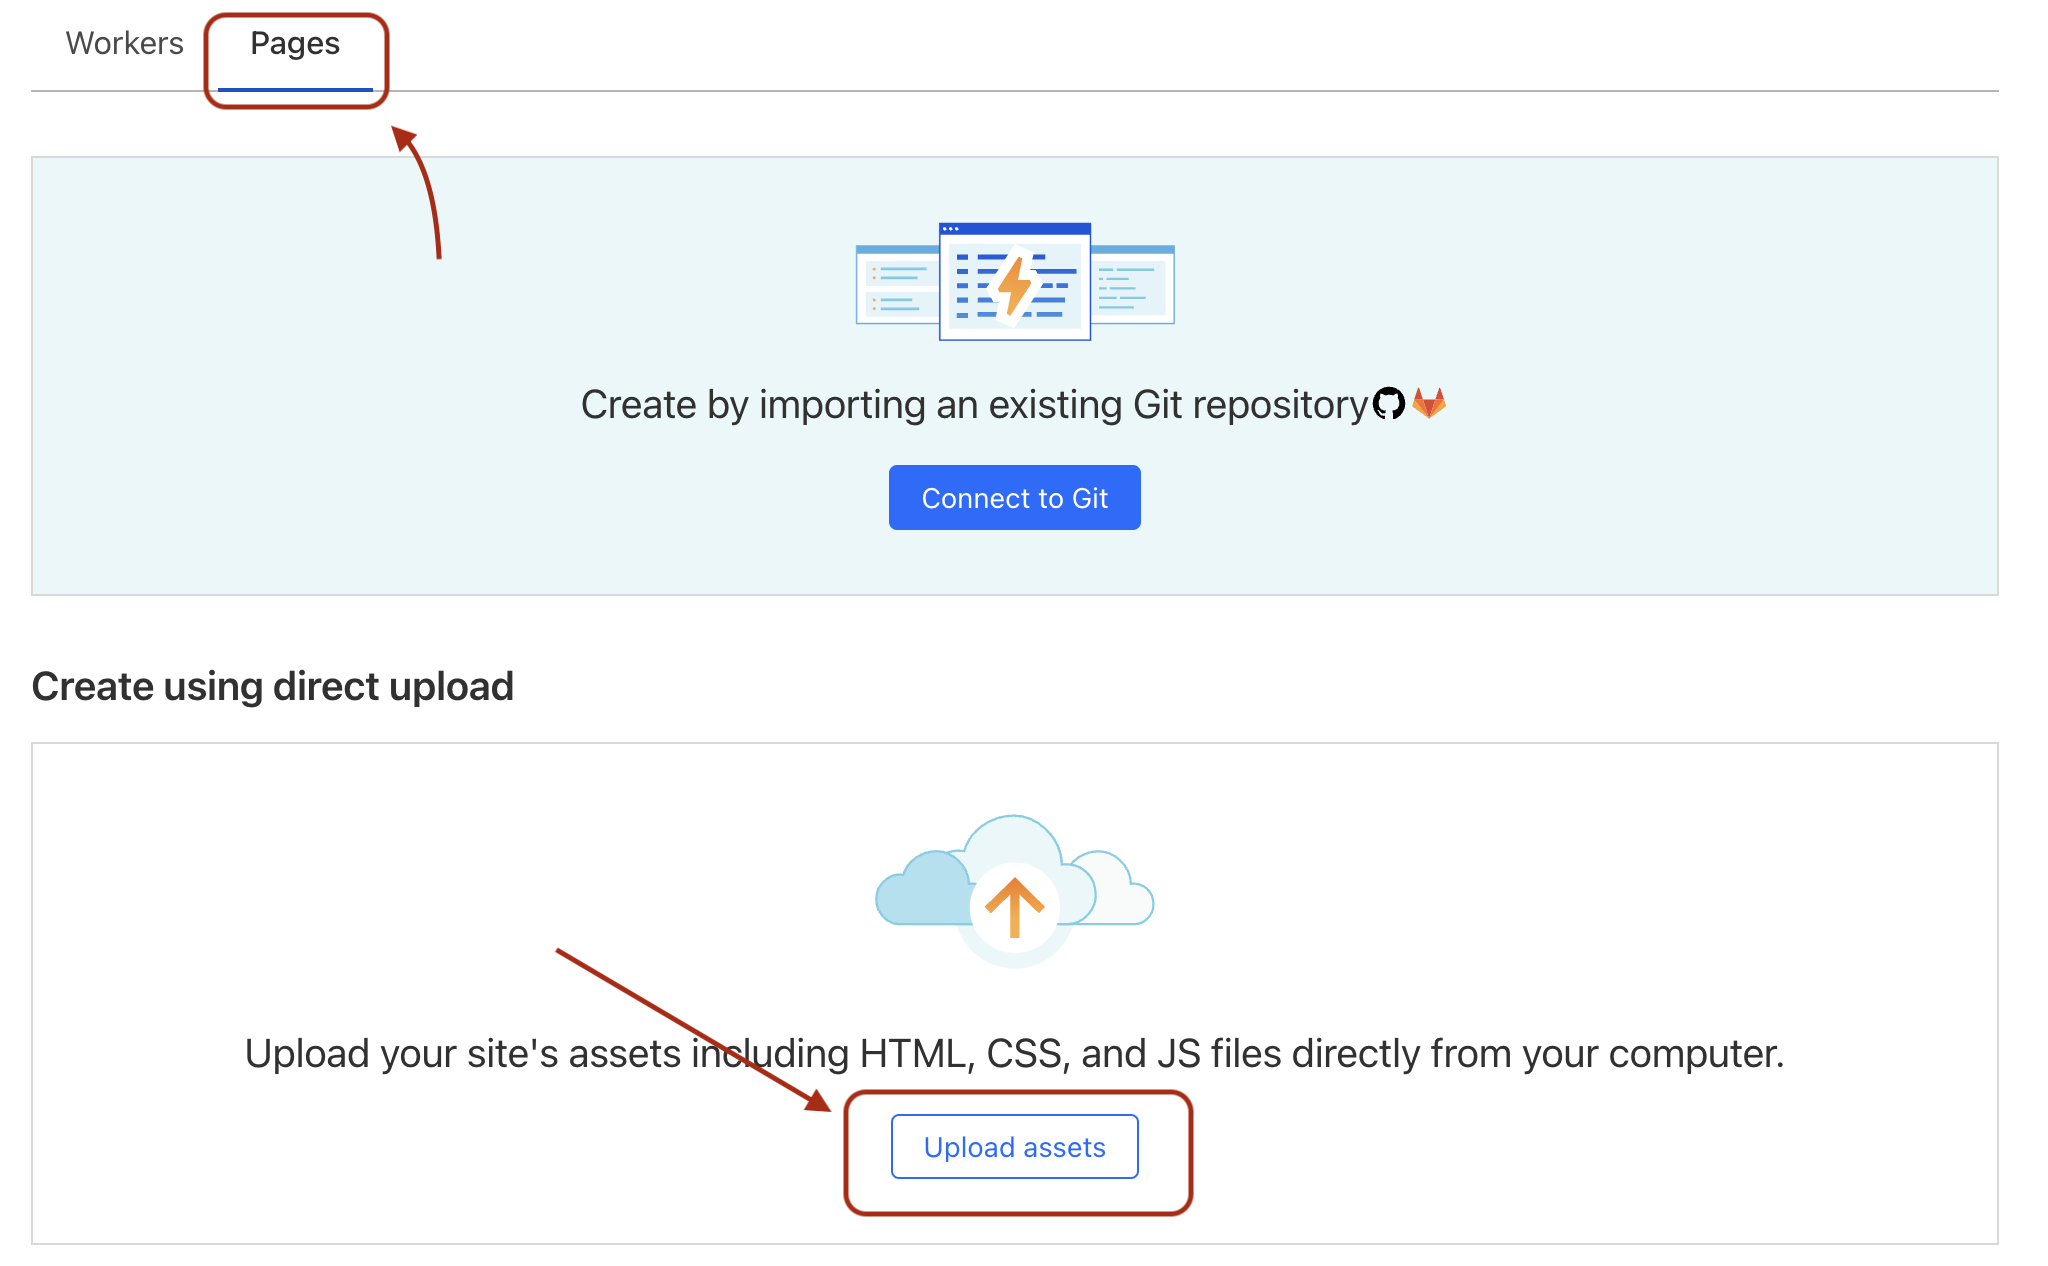 Workers
Pages
Create by importing an existing Git repository
Connect to Git
Create using direct upload
Upload your site's assets including HTML, CSS, and JS files directly from your computer.
Upload assets